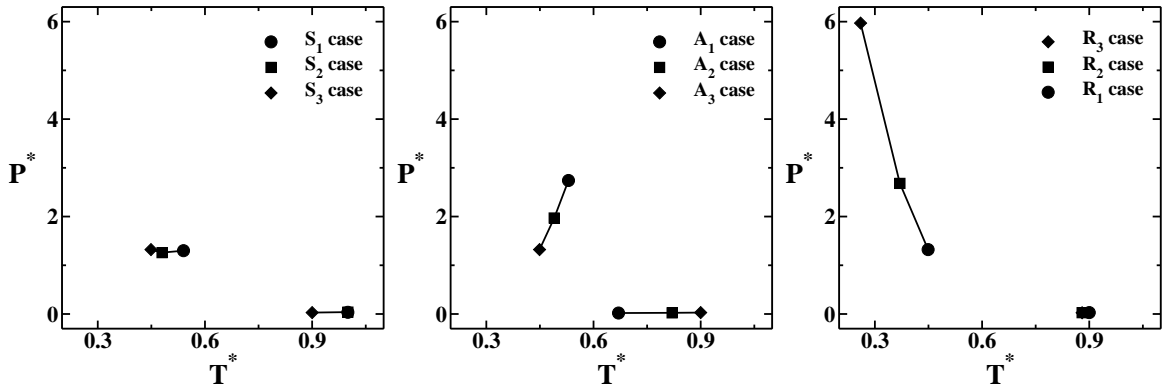 6
4
2
0
P*
0.3 0.6 0.9
T*
S₁ case
S₂ case
S₃ case
6
4
2
0
P*
0.3 0.6 0.9
T*
A₁ case
A₂ case
A₃ case
6
4
2
0
P*
0.3 0.6 0.9
T*
R₃ case
R₂ case
R₁ case